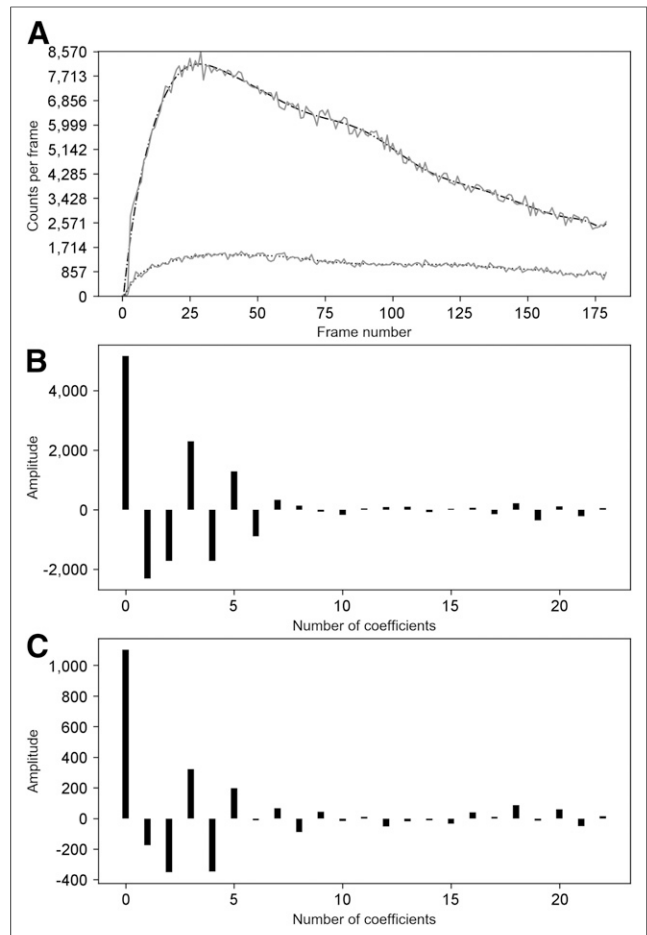 A
8,570
7,713
6,856
5,999
5,142
4,285
3,428
2,571
1,714
857
0
Counts per frame
0 25 50 75 100 125 150 175
Frame number
B
4,000
2,000
0
-2,000
Amplitude
0 5 10 15 20
Number of coefficients
C
1,000
800
600
400
200
0
-200
-400
Amplitude
0 5 10 15 20
Number of coefficients